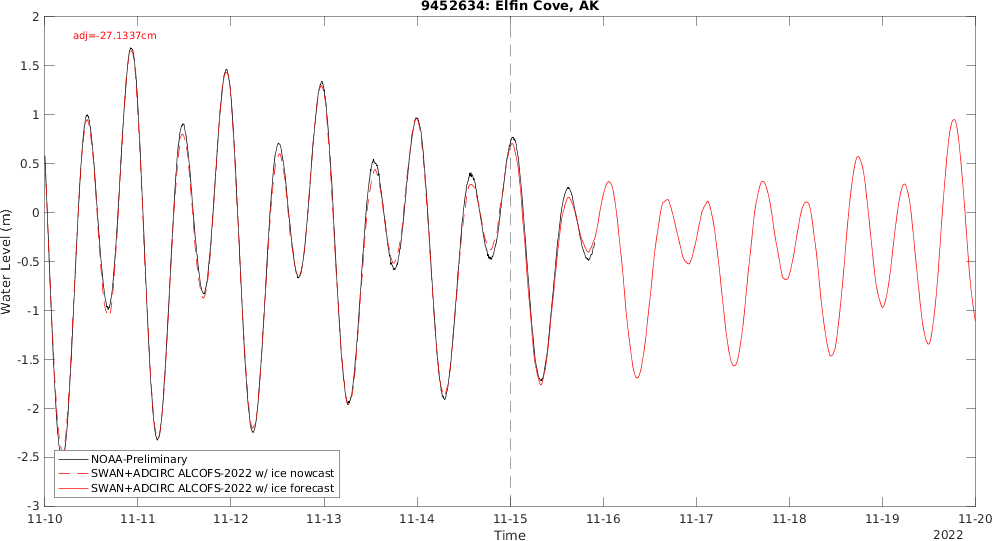 9452634: Elfin Cove, AK
adj=-27.1337cm
2
1.5
1
0.5
0
-0.5
-1
-1.5
-2
-2.5
-3
Water Level (m)
NOAA-Preliminary
SWAN+ADCIRC ALCOFS-2022 w/ ice nowcast
SWAN+ADCIRC ALCOFS-2022 w/ ice forecast
11-10 11-11 11-12 11-13 11-14 11-15 11-16 11-17 11-18 11-19 11-20
Time
2022